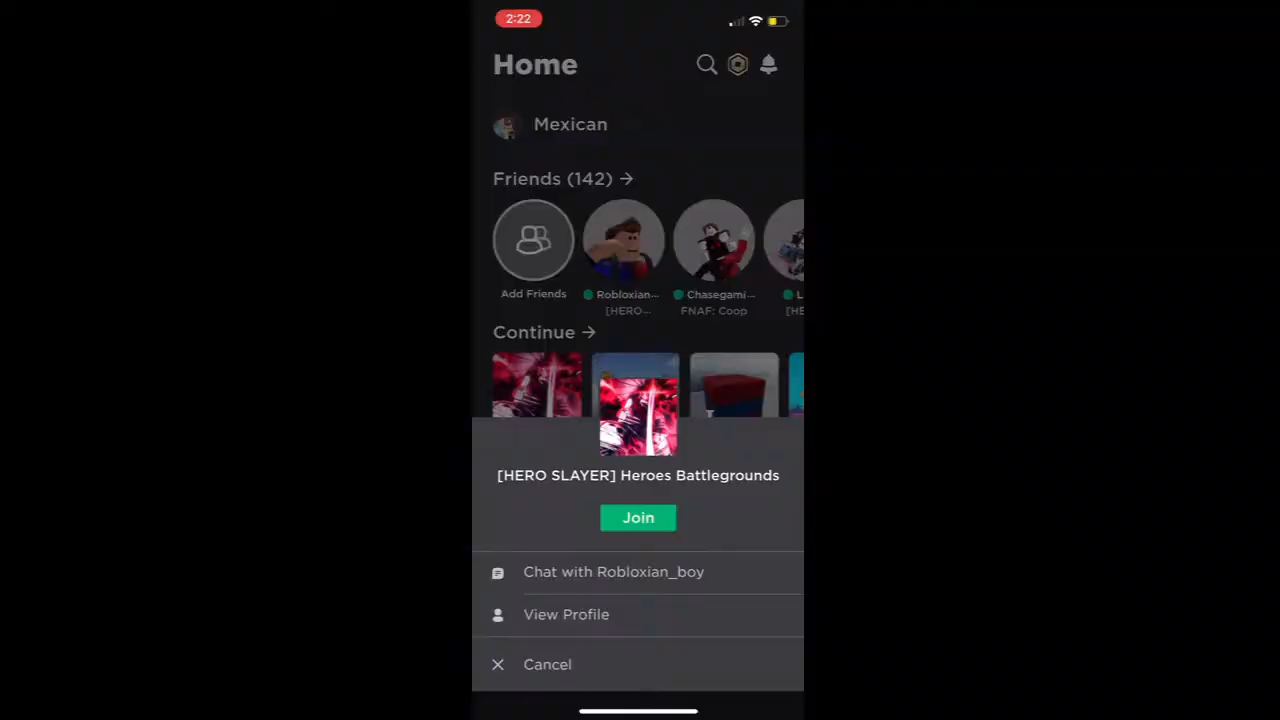 2:22
Home
Mexican
Friends (142) →
Add Friends
Robloxian...
Chasegami...
L
[HERO...
FNAF: Coop
[HE
Continue →
[HERO SLAYER] Heroes Battlegrounds
Join
Chat with Robloxian_boy
View Profile
Cancel